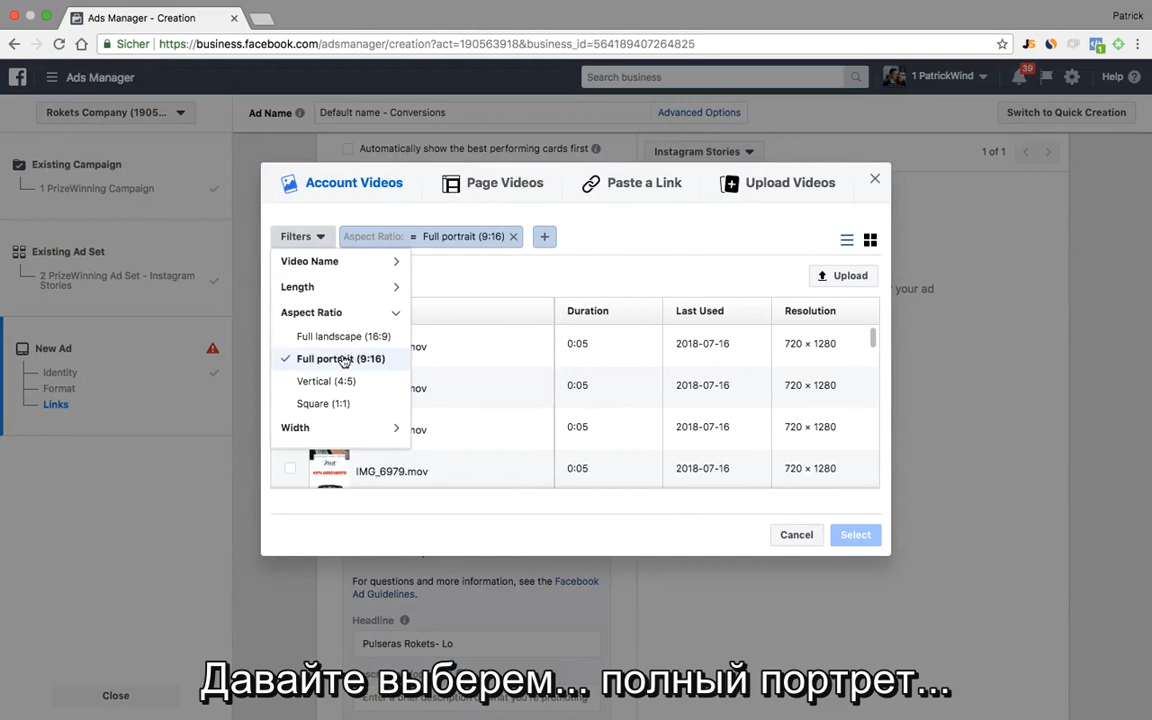 Ads Manager - Creation
Patrick
Sicher https://business.facebook.com/adsmanager/creation?act=190563918&business_id=564189407264825
Ads Manager
Search business
1 PatrickWind
39
Help
Rokets Company (1905...
Ad Name
Default name - Conversions
Advanced Options
Switch to Quick Creation
Existing Campaign
1 PrizeWinning Campaign
Existing Ad Set
2 PrizeWinning Ad Set - Instagram Stories
New Ad
Identity
Format
Links
Close
Automatically show the best performing cards first
Instagram Stories
1 of 1
Account Videos
Page Videos
Paste a Link
Upload Videos
Filters
Aspect Ratio: = Full portrait (9:16)
Upload
Video Name
Length
Aspect Ratio
Full landscape (16:9)
Full portrait (9:16)
Vertical (4:5)
Square (1:1)
Width
Duration
Last Used
Resolution
mov
0:05
2018-07-16
720 × 1280
mov
0:05
2018-07-16
720 × 1280
mov
0:05
2018-07-16
720 × 1280
IMG_6979.mov
0:05
2018-07-16
720 × 1280
Cancel
Select
your ad
For questions and more information, see the Facebook
Ad Guidelines.
Headline
Pulseras Rokets- Lo
Давайте выберем... полный портрет...